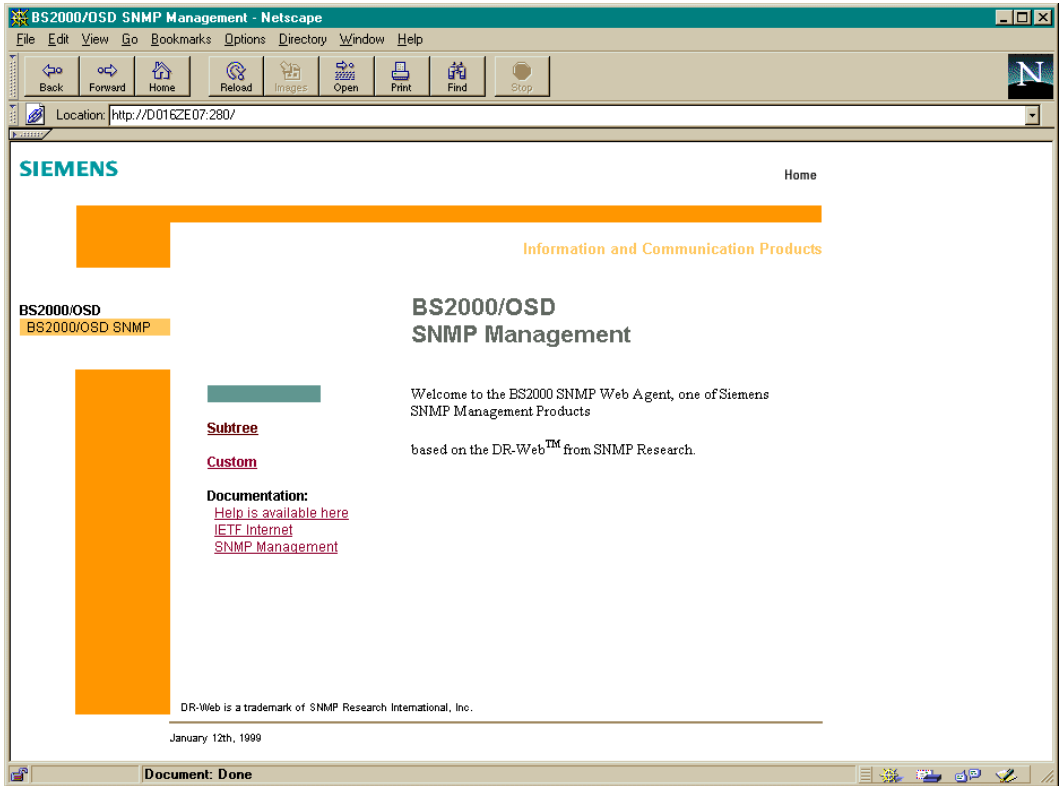 BS2000/OSD SNMP Management - Netscape
File Edit View Go Bookmarks Options Directory Window Help
Back Forward Home Reload Images Open Print Find Stop
N
Location: http://D016ZE07:280/
SIEMENS
Home
Information and Communication Products
BS2000/OSD
BS2000/OSD SNMP
BS2000/OSD
SNMP Management
Welcome to the BS2000 SNMP Web Agent, one of Siemens
SNMP Management Products
based on the DR-Web™ from SNMP Research.
Subtree
Custom
Documentation:
Help is available here
IETF Internet
SNMP Management
DR-Web is a trademark of SNMP Research International, Inc.
January 12th, 1999
Document: Done